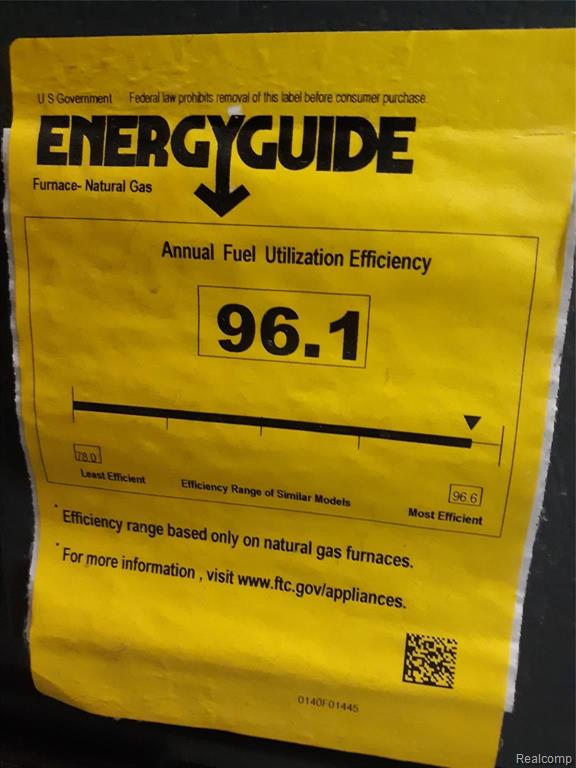 U S Government Federal law prohibits removal of this label before consumer purchase.
ENERGYGUIDE
Furnace- Natural Gas
Annual Fuel Utilization Efficiency
96.1
78.0
Least Efficient
Efficiency Range of Similar Models
96.6
Most Efficient
* Efficiency range based only on natural gas furnaces.
* For more information , visit www.ftc.gov/appliances.
0140F01445
Realcomp